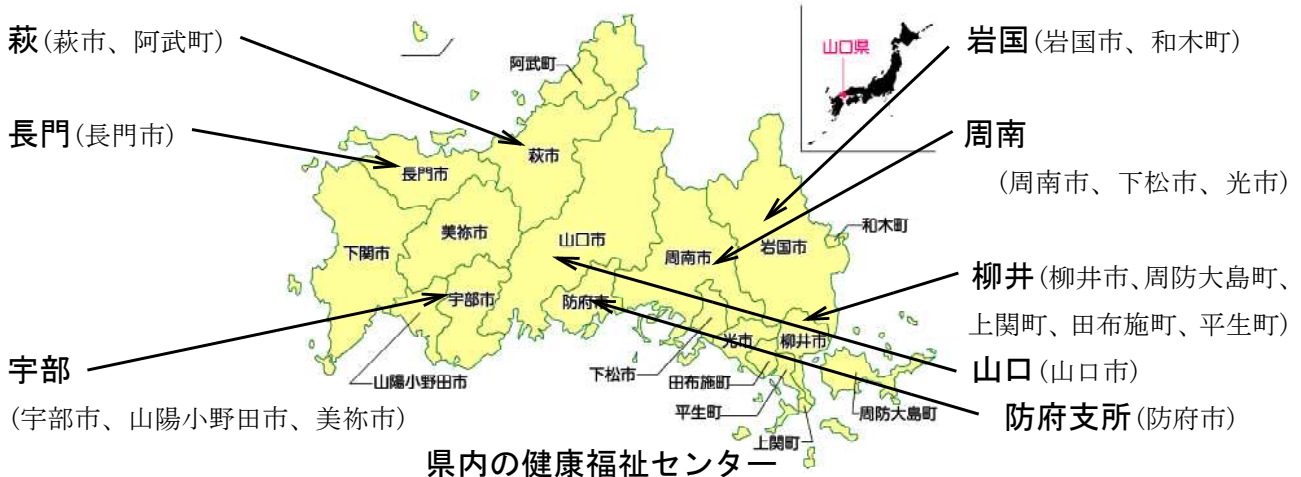 萩(萩市、阿武町)
長門(長門市)
宇部
(宇部市、山陽小野田市、美祢市)
岩国(岩国市、和木町)
周南
(周南市、下松市、光市)
柳井(柳井市、周防大島町、
上関町、田布施町、平生町)
山口(山口市)
防府支所(防府市)
山口県
阿武町
萩市
長門市
美祢市
下関市
山口市
周南市
岩国市
和木町
宇部市
防府市
光市
柳井市
山陽小野田市
下松市
田布施町
平生町
周防大島町
上関町
県内の健康福祉センター